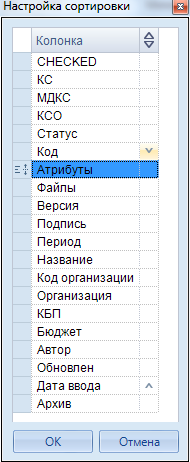 Настройка сортировки
Колонка
CHECKED
КС
МДКС
КСО
Статус
Код
Атрибуты
Файлы
Версия
Подпись
Период
Название
Код организации
Организация
КБП
Бюджет
Автор
Обновлен
Дата ввода
Архив
ОК
Отмена